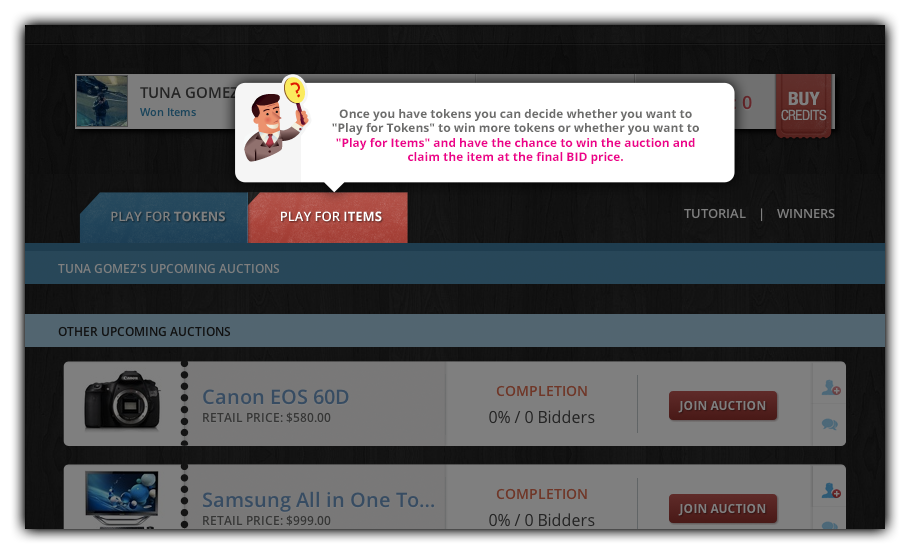 TUNA GOMEZ
Won Items
0
BUY
CREDITS
?
Once you have tokens you can decide whether you want to
"Play for Tokens" to win more tokens or whether you want to
"Play for Items" and have the chance to win the auction and
claim the item at the final BID price.
PLAY FOR TOKENS
PLAY FOR ITEMS
TUTORIAL | WINNERS
TUNA GOMEZ'S UPCOMING AUCTIONS
OTHER UPCOMING AUCTIONS
Canon EOS 60D
RETAIL PRICE: $580.00
COMPLETION
0% / 0 Bidders
JOIN AUCTION
Samsung All in One To...
RETAIL PRICE: $999.00
COMPLETION
0% / 0 Bidders
JOIN AUCTION